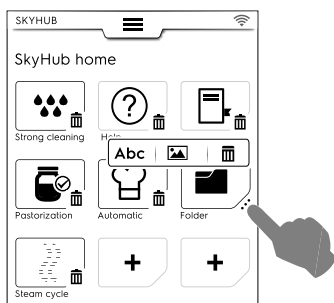 SKYHUB
SkyHub home
Strong cleaning
Help
Abc
Pastorization
Automatic
Folder
Steam cycle